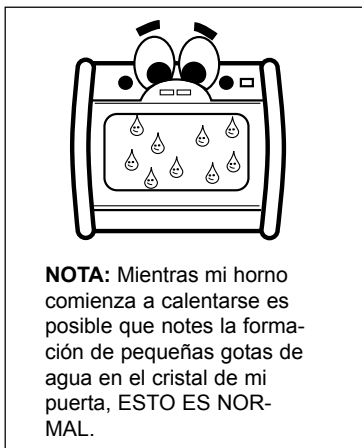 NOTA: Mientras mi horno
comienza a calentarse es
posible que notes la forma-
ción de pequeñas gotas de
agua en el cristal de mi
puerta, ESTO ES NOR-
MAL.